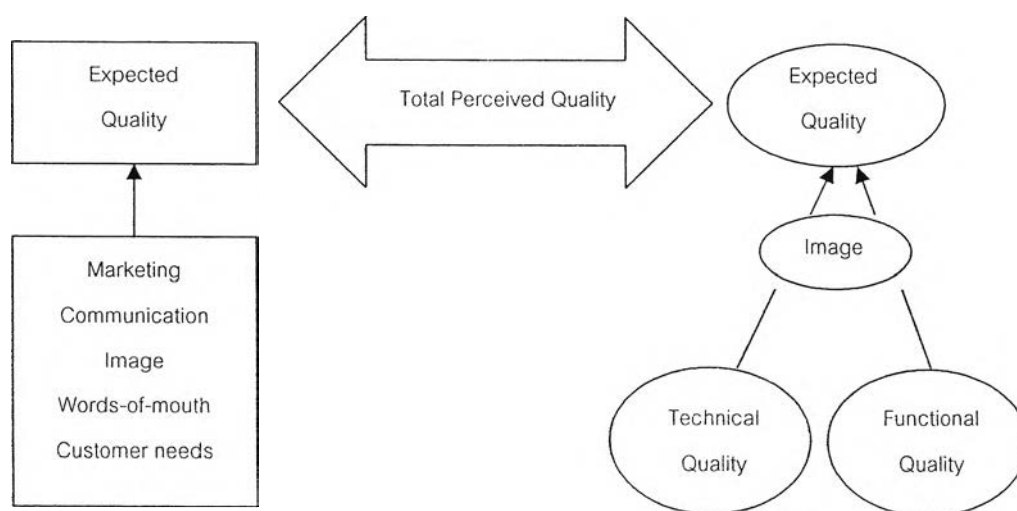 Expected
Quality
Marketing
Communication
Image
Words-of-mouth
Customer needs
Total Perceived Quality
Expected
Quality
Image
Technical
Quality
Functional
Quality